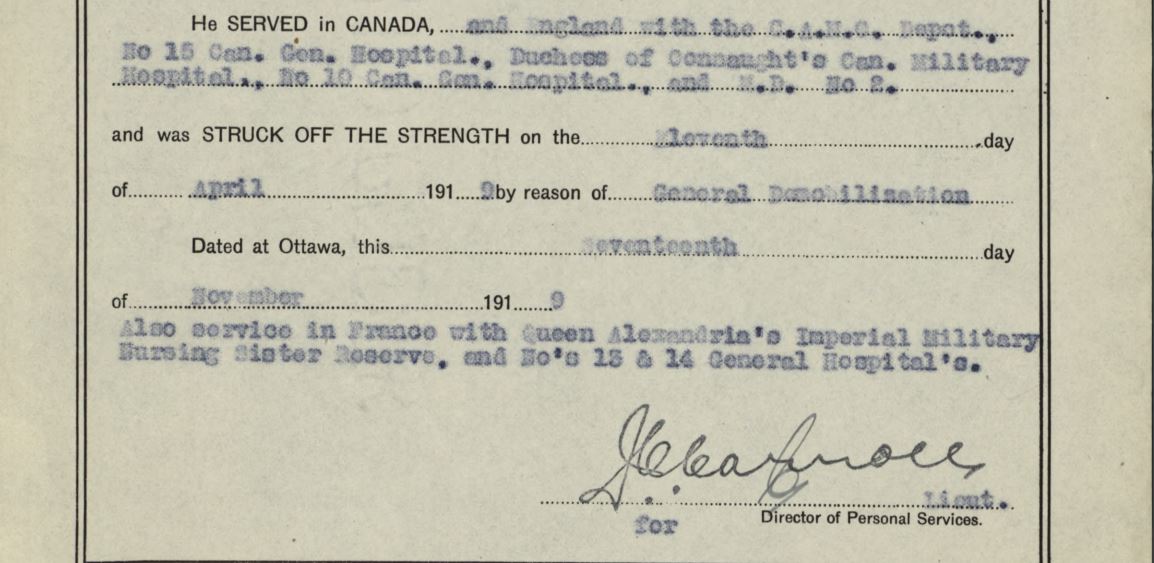 He SERVED in CANADA, and England with the C.A.M.C. Depot.,
No 15 Can. Gen. Hospital., Duchess of Connaught's Can. Military
Hospital., No 10 Can. Gen. Hospital., and M.D. No 2.
and was STRUCK OFF THE STRENGTH on the Eleventh day
of April 191 9 by reason of General Demobilization
Dated at Ottawa, this Seventeenth day
of November 191 9
Also service in France with Queen Alexandria's Imperial Military
Nursing Sister Reserve, and No's 13 & 14 General Hospital's.
Lieut.
for Director of Personal Services.